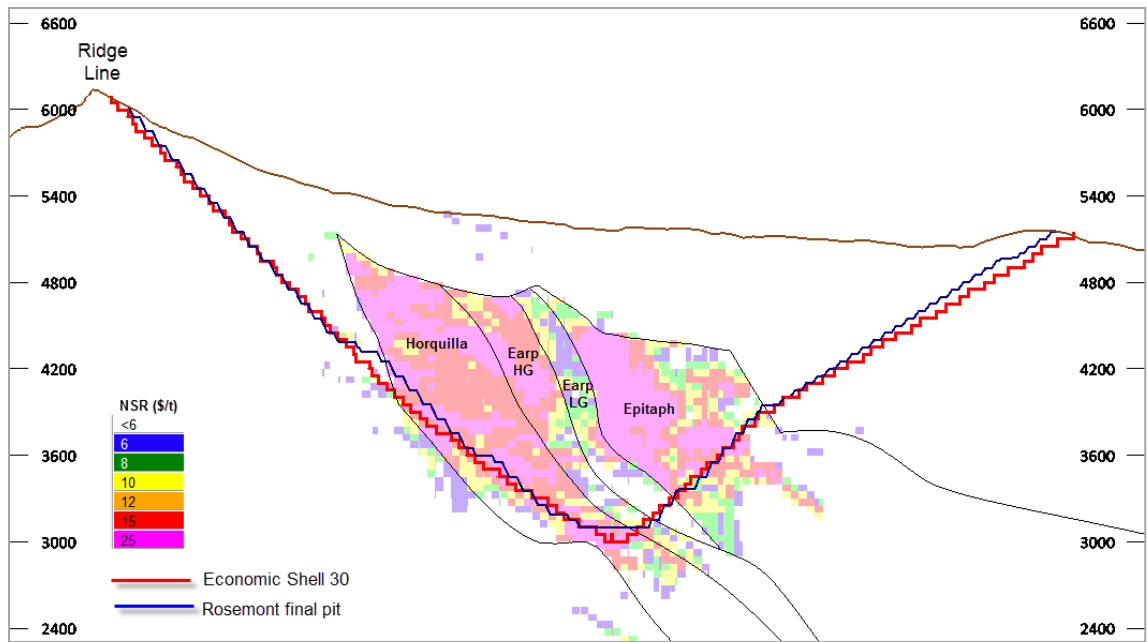 6600 6600
Ridge
Line
6000 6000
5400 5400
4800 4800
Horquilla
Earp
HG
4200 4200
Earp
LG
Epitaph
NSR ($/t)
<6
6
8
10
12
15
25
3600 3600
3000 3000
Economic Shell 30
Rosemont final pit
2400 2400